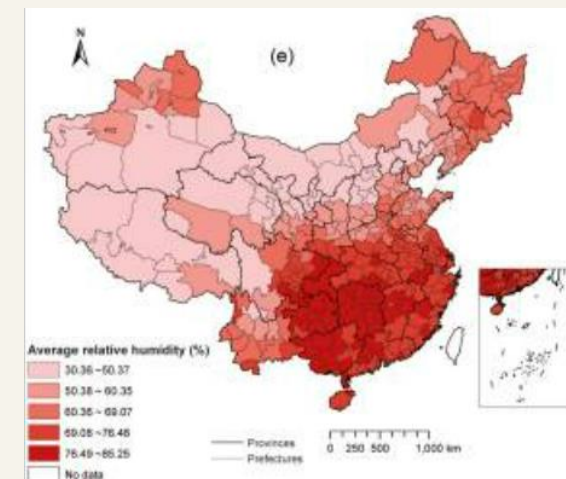 N
(e)
Average relative humidity (%)
30.36 ~50.37
50.38 ~ 60.35
60.36 ~ 69.07
69.08 ~76.48
76.49 ~85.25
No data
Provinces
Prefectures
0 250 500 1,000 km